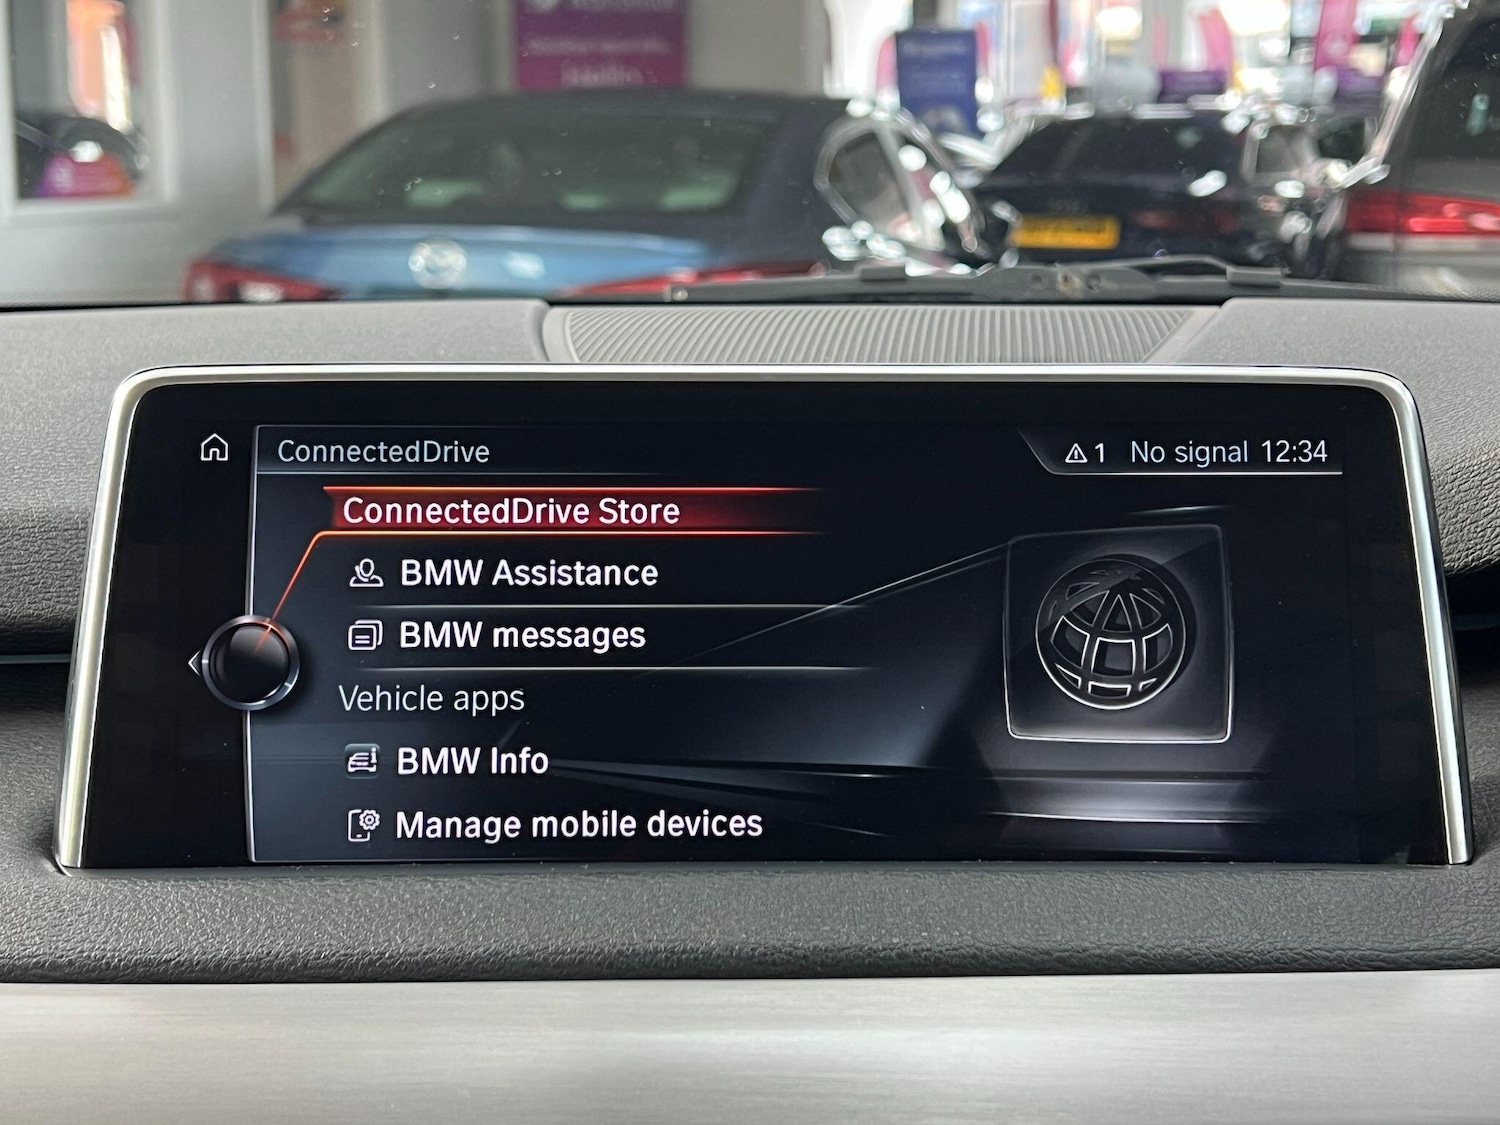 ConnectedDrive
1 No signal 12:34
ConnectedDrive Store
BMW Assistance
BMW messages
Vehicle apps
BMW Info
Manage mobile devices